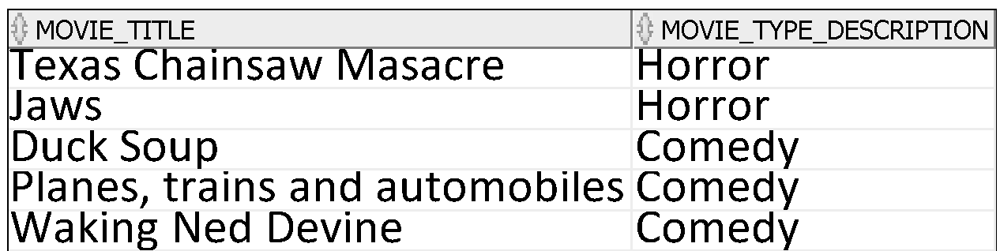 MOVIE_TITLE MOVIE_TYPE_DESCRIPTION
Texas Chainsaw Masacre Horror
Jaws Horror
Duck Soup Comedy
Planes, trains and automobiles Comedy
Waking Ned Devine Comedy